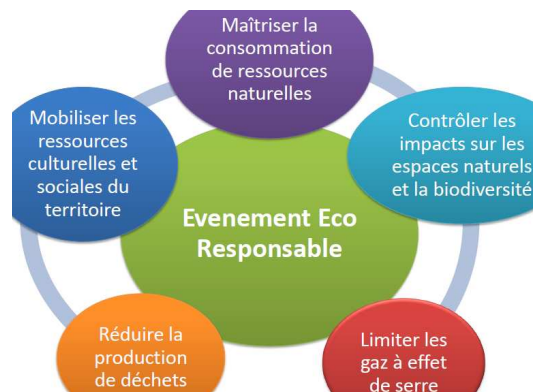 Maîtriser la
consommation
de ressources
naturelles
Contrôler les
impacts sur les
espaces naturels
et la biodiversité
Limiter les
gaz à effet
de serre
Réduire la
production
de déchets
Mobiliser les
ressources
culturelles et
sociales du
territoire
Evenement Eco
Responsable